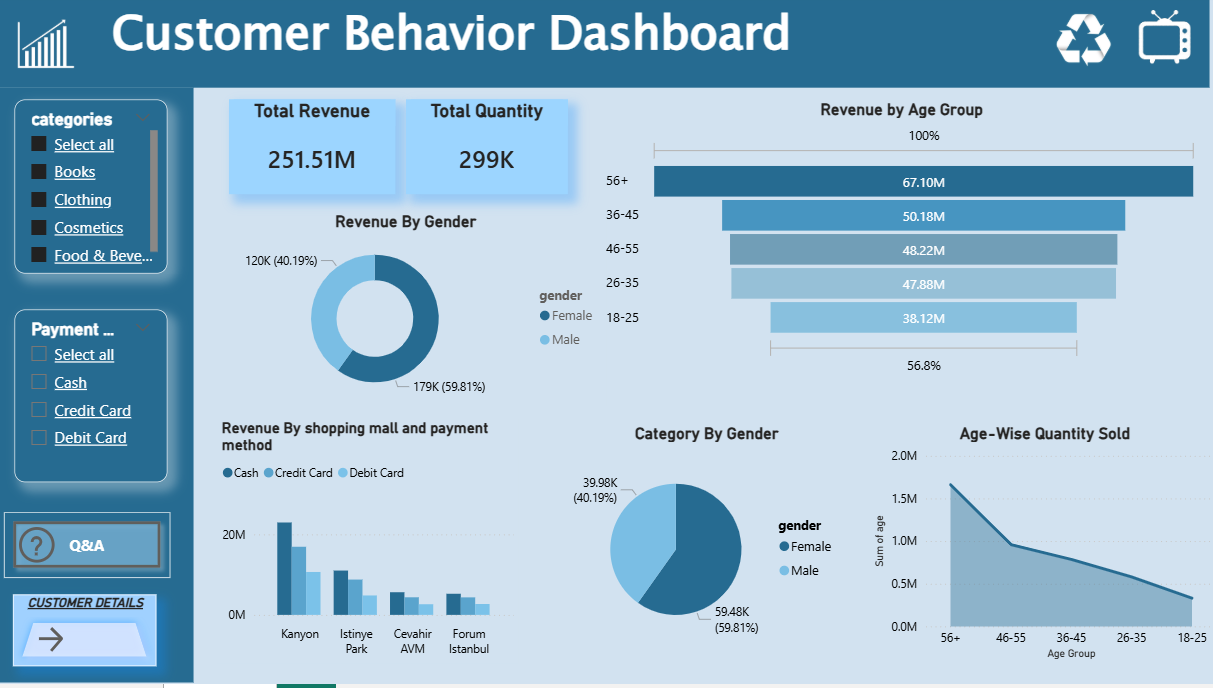 Customer Behavior Dashboard
categories
Select all
Books
Clothing
Cosmetics
Food & Beve...
Payment ...
Select all
Cash
Credit Card
Debit Card
?
Q&A
CUSTOMER DETAILS
Total Revenue
251.51M
Total Quantity
299K
Revenue By Gender
120K (40.19%)
179K (59.81%)
gender
Female
Male
Revenue by Age Group
100%
56+
67.10M
36-45
50.18M
46-55
48.22M
26-35
47.88M
18-25
38.12M
56.8%
Revenue By shopping mall and payment
method
Cash Credit Card Debit Card
20M
0M
Kanyon
Istinye
Park
Cevahir
AVM
Forum
Istanbul
Category By Gender
39.98K
(40.19%)
59.48K
(59.81%)
gender
Female
Male
Age-Wise Quantity Sold
Sum of age
2.0M
1.5M
1.0M
0.5M
0.0M
56+ 46-55 36-45 26-35 18-25
Age Group